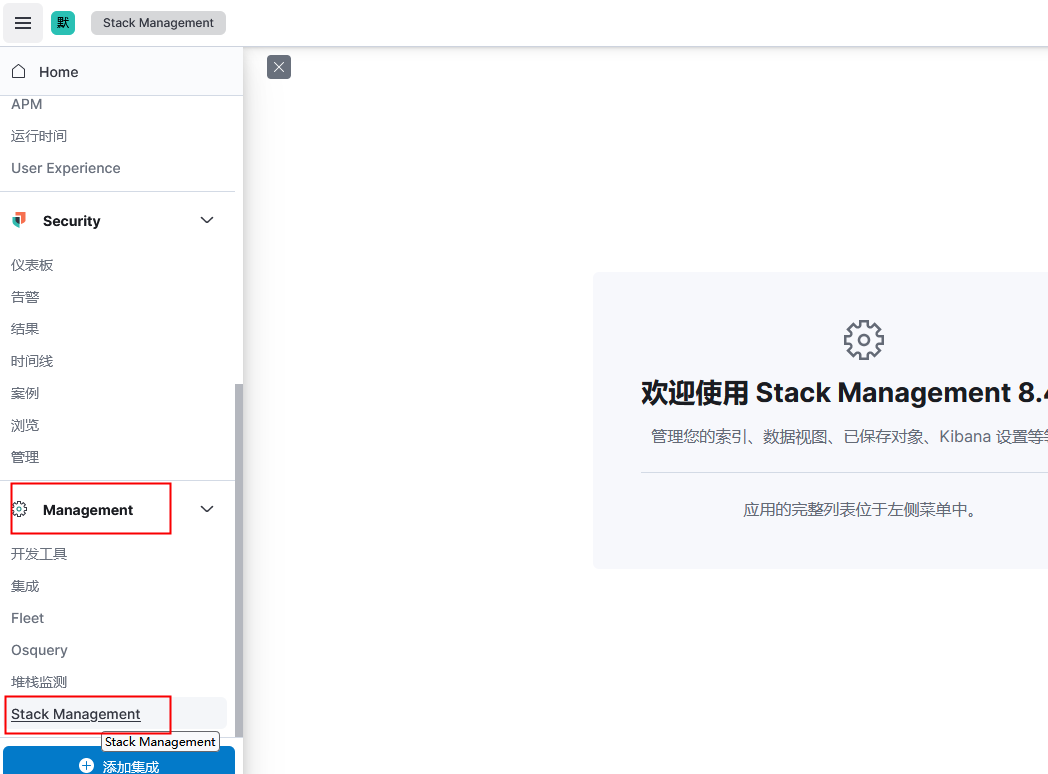 默 Stack Management
Home
APM
运行时间
User Experience
Security
仪表板
告警
结果
时间线
案例
浏览
管理
Management
开发工具
集成
Fleet
Osquery
堆栈监测
Stack Management
Stack Management
添加集成
欢迎使用 Stack Management 8.4
管理您的索引、数据视图、已保存对象、Kibana 设置等
应用的完整列表位于左侧菜单中。